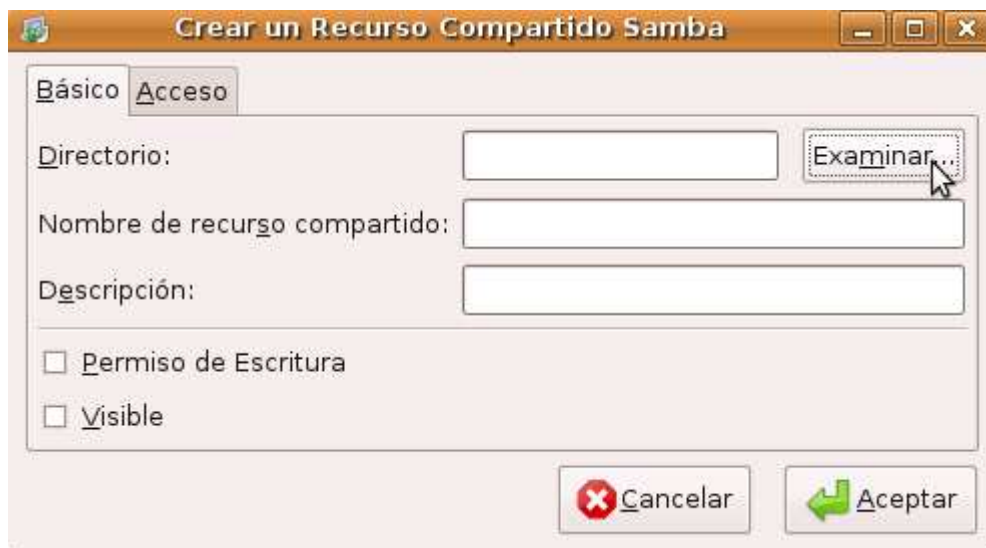 Crear un Recurso Compartido Samba
Básico Acceso
Directorio: Examinar...
Nombre de recurso compartido:
Descripción:
Permiso de Escritura
Visible
Cancelar Aceptar